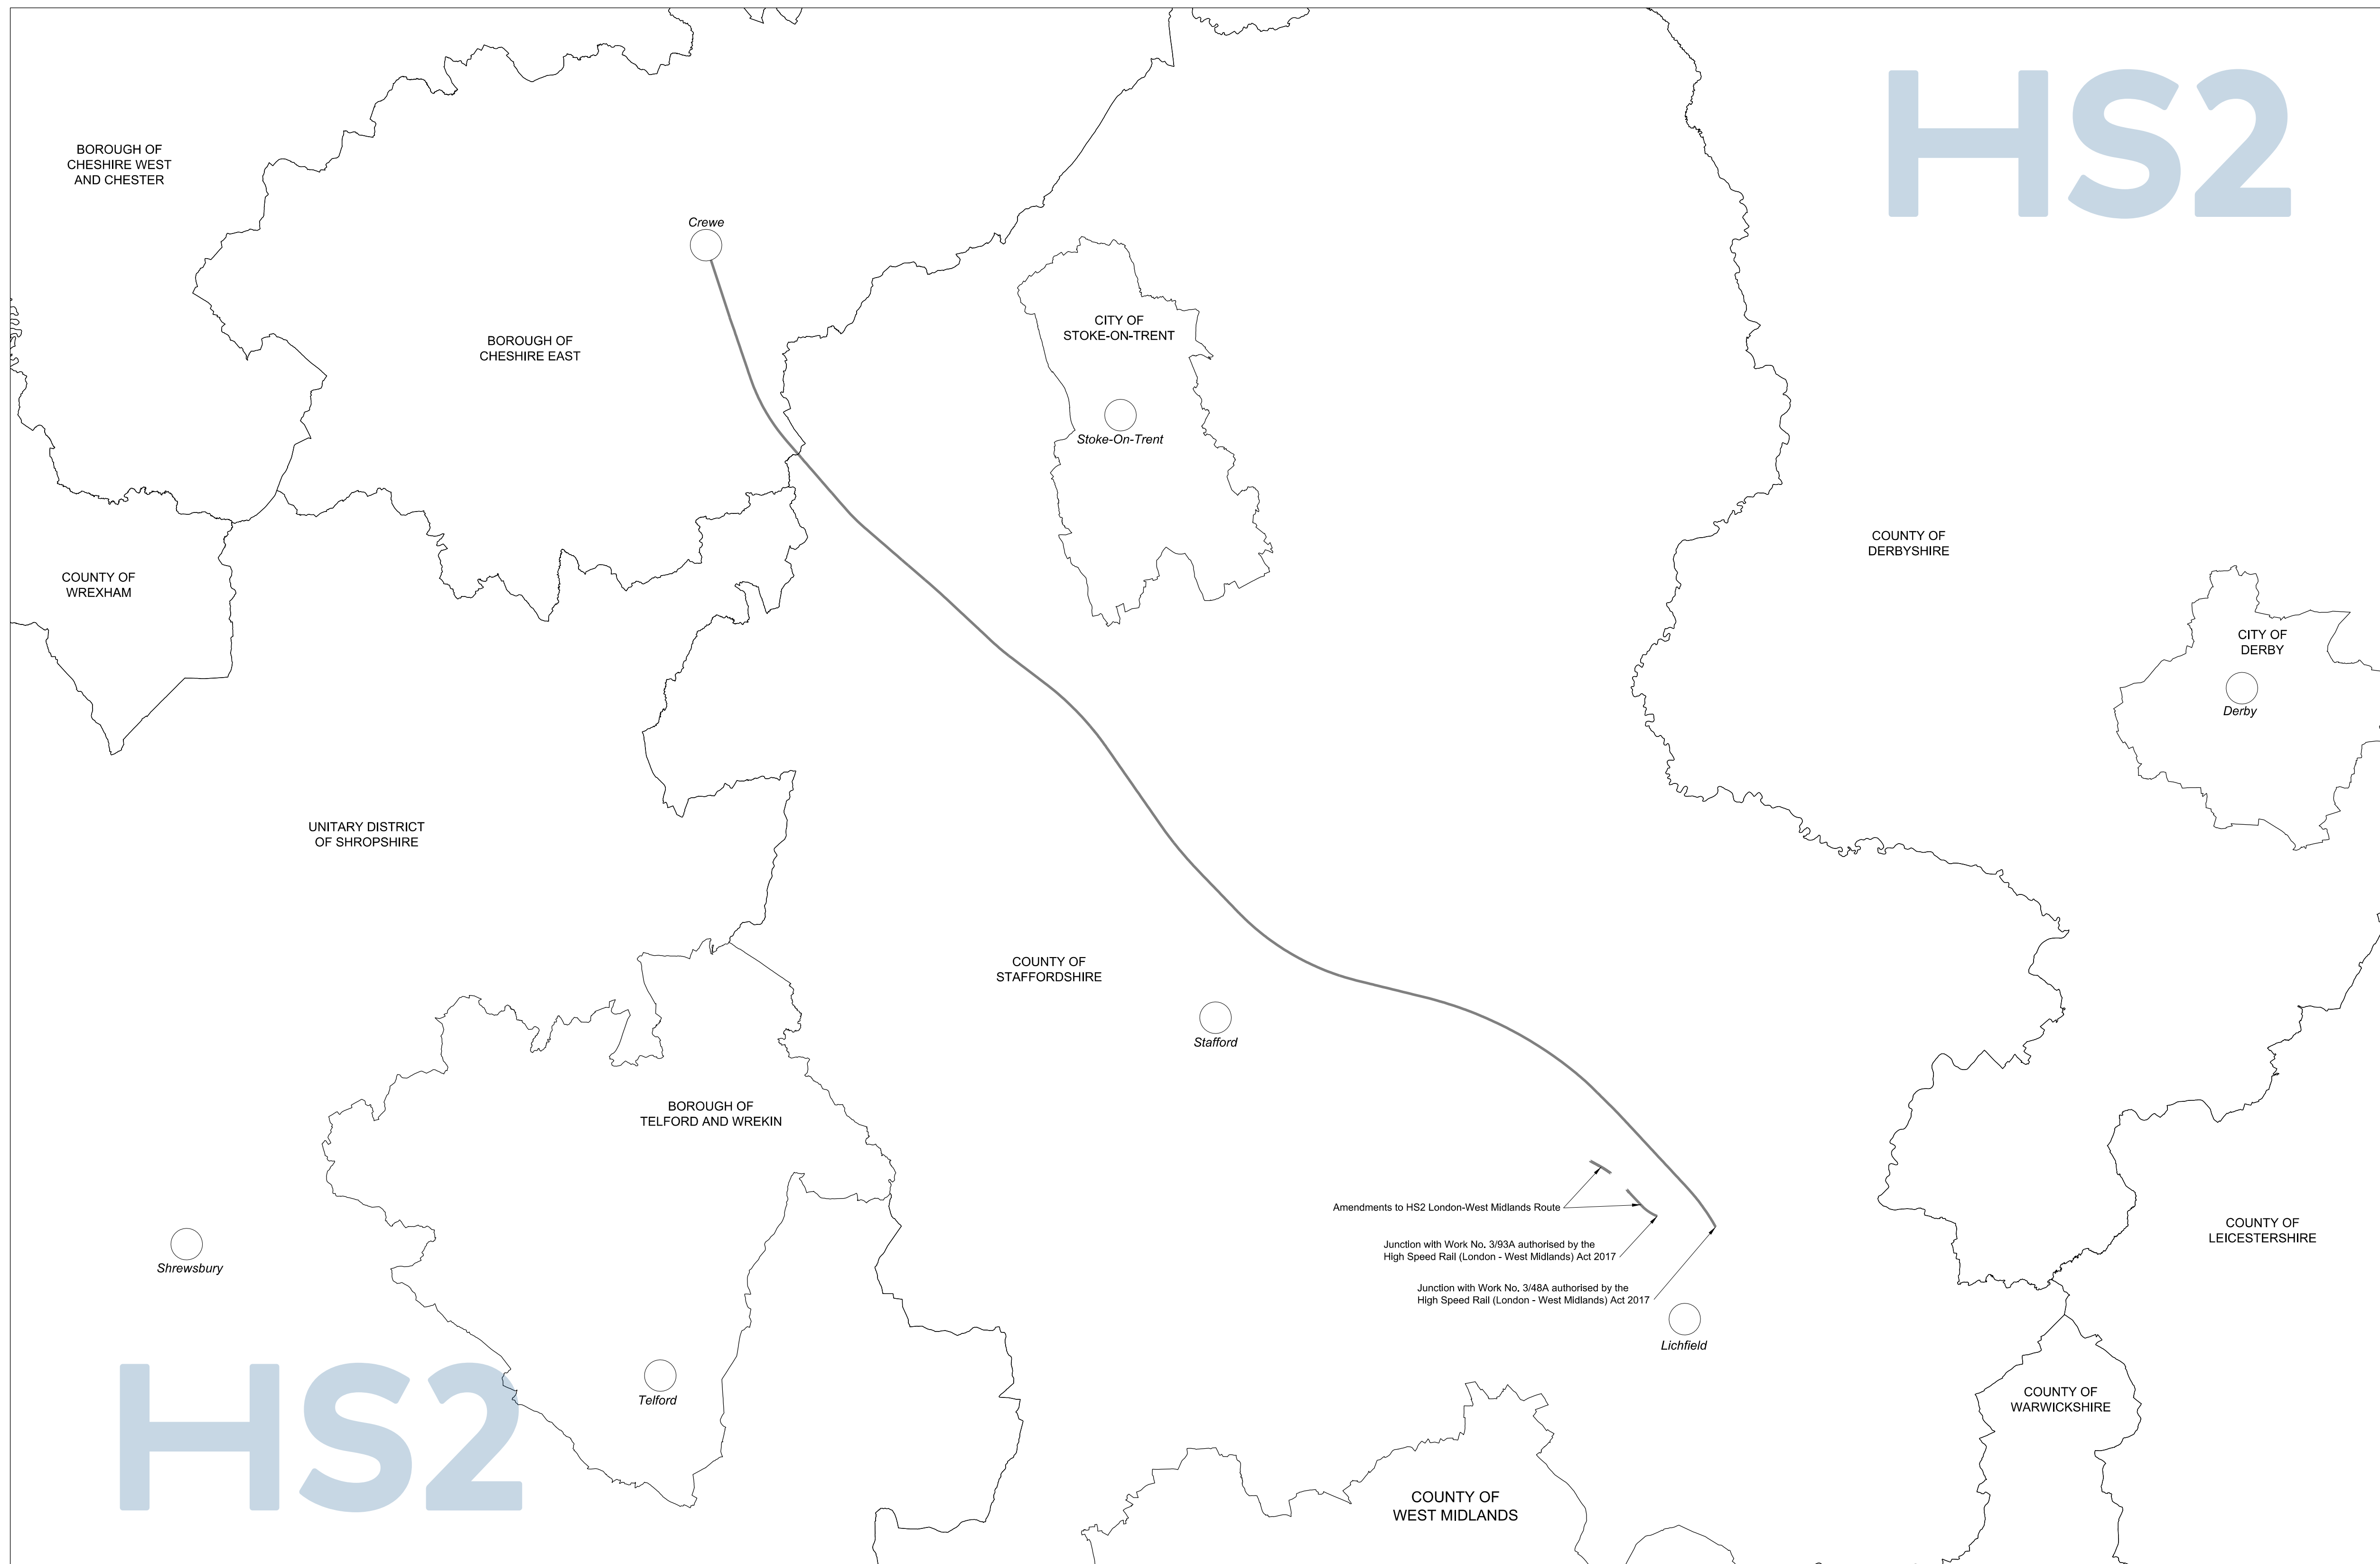 HS2
BOROUGH OF
CHESHIRE WEST
AND CHESTER
Crewe
BOROUGH OF
CHESHIRE EAST
CITY OF
STOKE-ON-TRENT
Stoke-On-Trent
COUNTY OF
DERBYSHIRE
COUNTY OF
WREXHAM
CITY OF
DERBY
Derby
UNITARY DISTRICT
OF SHROPSHIRE
COUNTY OF
STAFFORDSHIRE
Stafford
BOROUGH OF
TELFORD AND WREKIN
Amendments to HS2 London-West Midlands Route
Junction with Work No. 3/93A authorised by the
High Speed Rail (London - West Midlands) Act 2017
Junction with Work No. 3/48A authorised by the
High Speed Rail (London - West Midlands) Act 2017
COUNTY OF
LEICESTERSHIRE
Shrewsbury
Lichfield
Telford
COUNTY OF
WARWICKSHIRE
HS2
COUNTY OF
WEST MIDLANDS